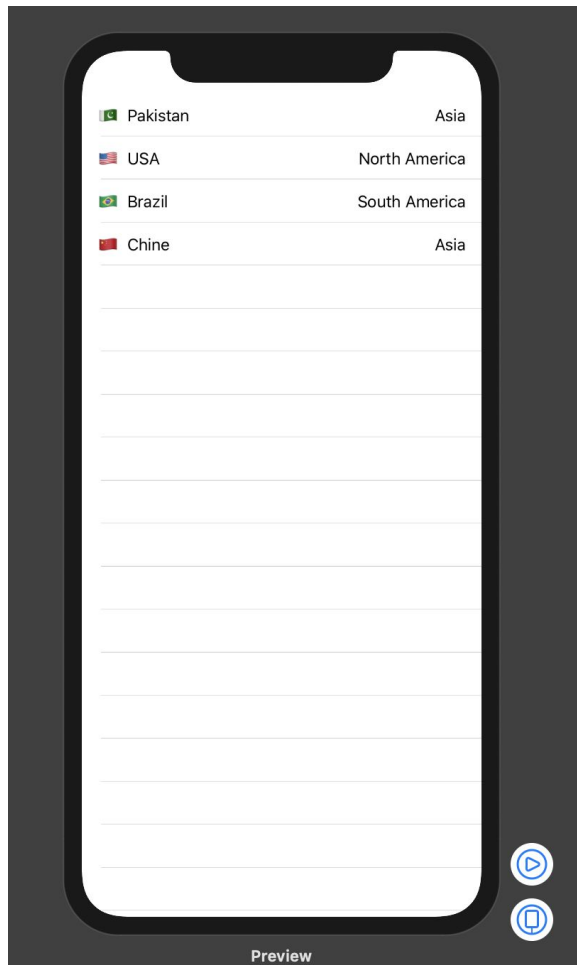 Pakistan Asia
USA North America
Brazil South America
Chine Asia
Preview